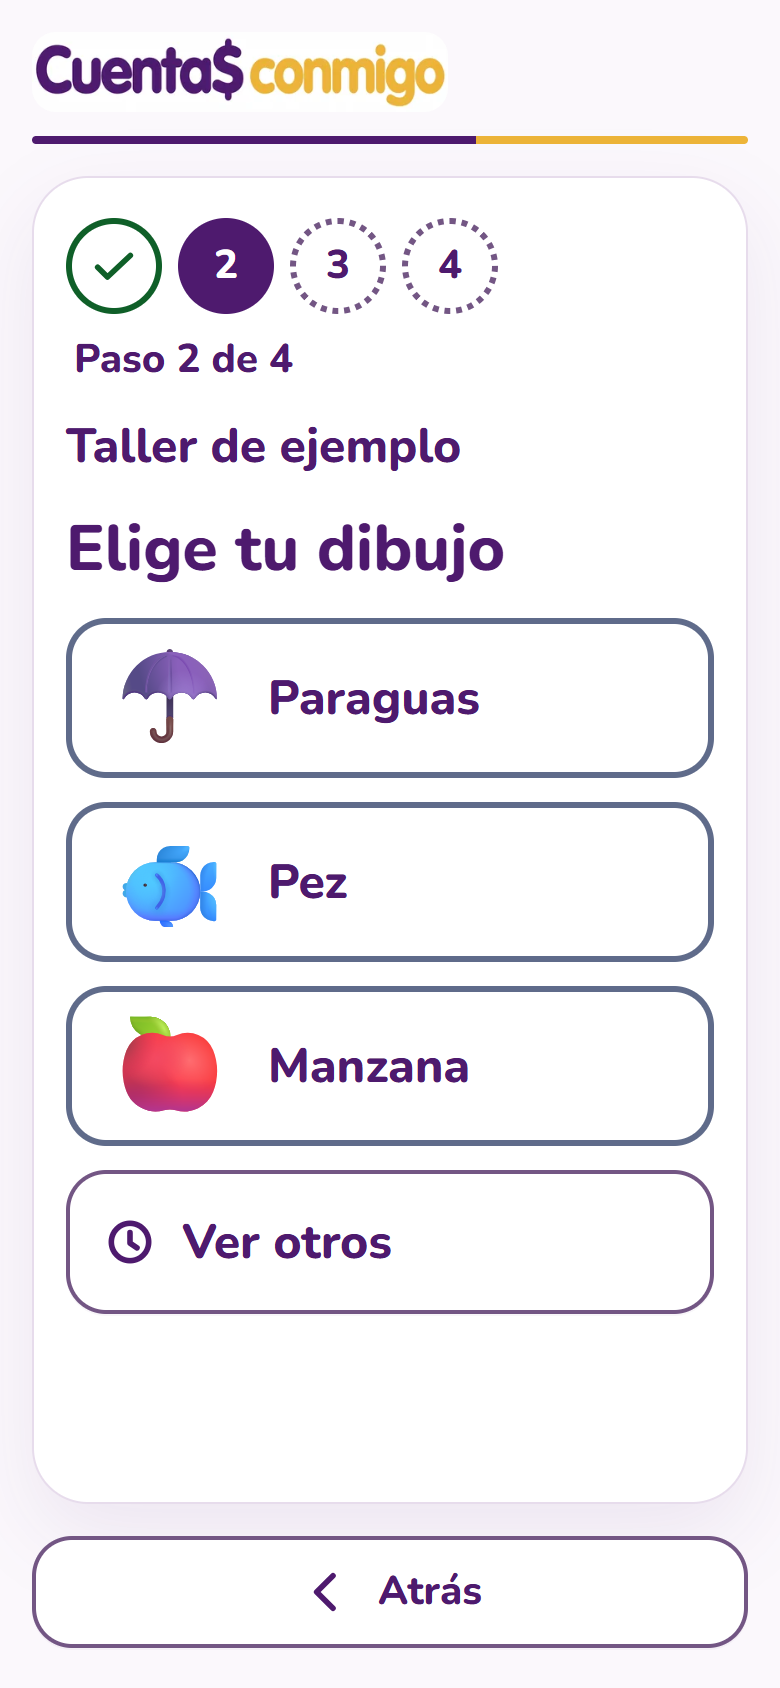 Cuenta$ conmigo
2 3 4
Paso 2 de 4
Taller de ejemplo
Elige tu dibujo
Paraguas
Pez
Manzana
Ver otros
Atrás